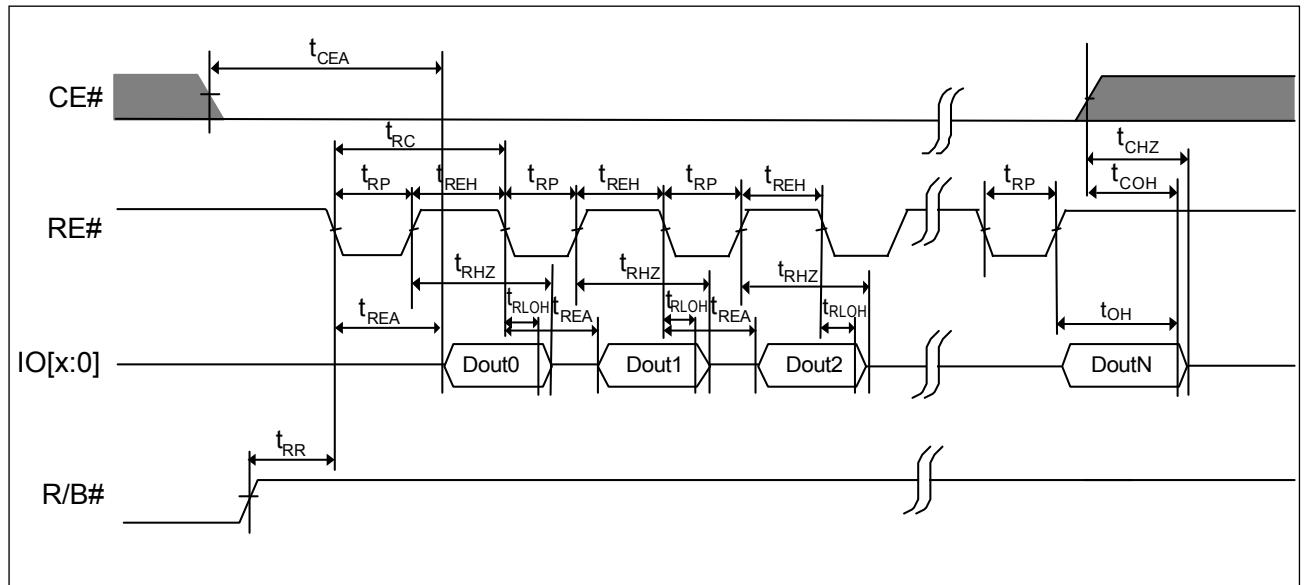 tCEA
CE#
tRC
tCHZ
tRP tREH tRP tREH tRP tREH tRP tCOH
RE#
tRHZ tRHZ tRHZ
tRLOH tRLOH
tREA tREA tREA tRLOH tOH
IO[x:0] Dout0 Dout1 Dout2 DoutN
tRR
R/B#